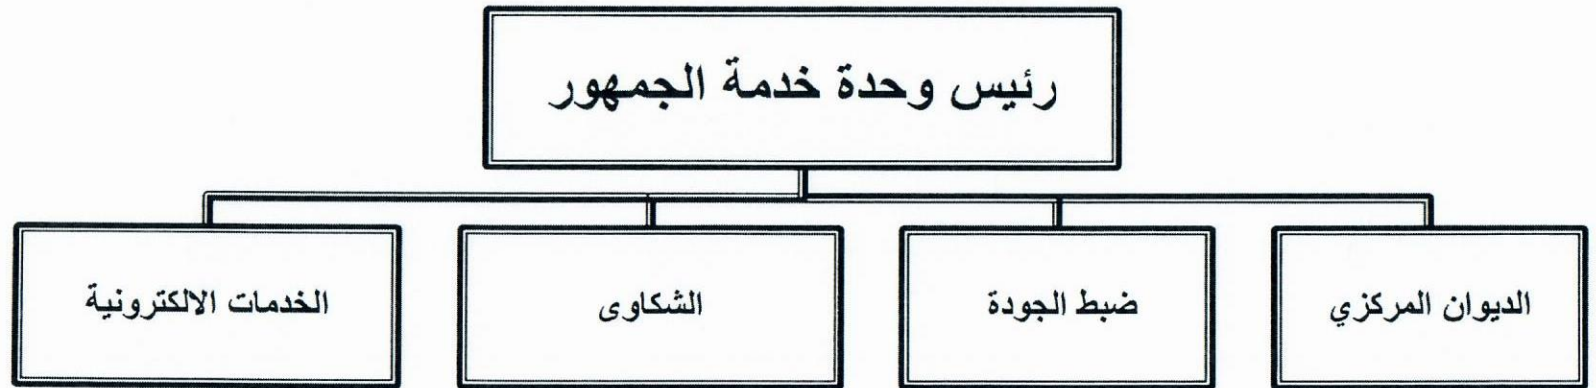 رئيس وحدة خدمة الجمهور
الديوان المركزي
ضبط الجودة
الشكاوى
الخدمات الالكترونية